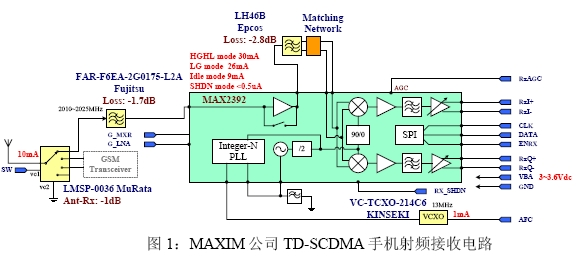 LH46B
Epcos
Loss: -2.8dB
Matching
Network
HGHL mode 30mA
LG mode 26mA
Idle mode 9mA
SHDN mode <0.5uA
FAR-F6EA-2G0175-L2A
Fujitsu
Loss: -1.7dB
MAX2392
AGC
RxAGC
2010~2025MHz
RxI+
RxI-
G_MXR
G_LNA
CLK
DATA
ENRX
SPI
90/0
Integer-N
PLL
/2
10mA
SW
vc1
vc2
GSM
Transceiver
RxQ+
RxQ-
VBA
3~3.6Vdc
GND
RX_SHDN
LMSP-0036 MuRata
Ant-Rx: -1dB
VC-TCXO-214C6
KINSEKI
13MHz
VCXO
1mA
AFC
图 1：MAXIM 公司 TD-SCDMA 手机射频接收电路